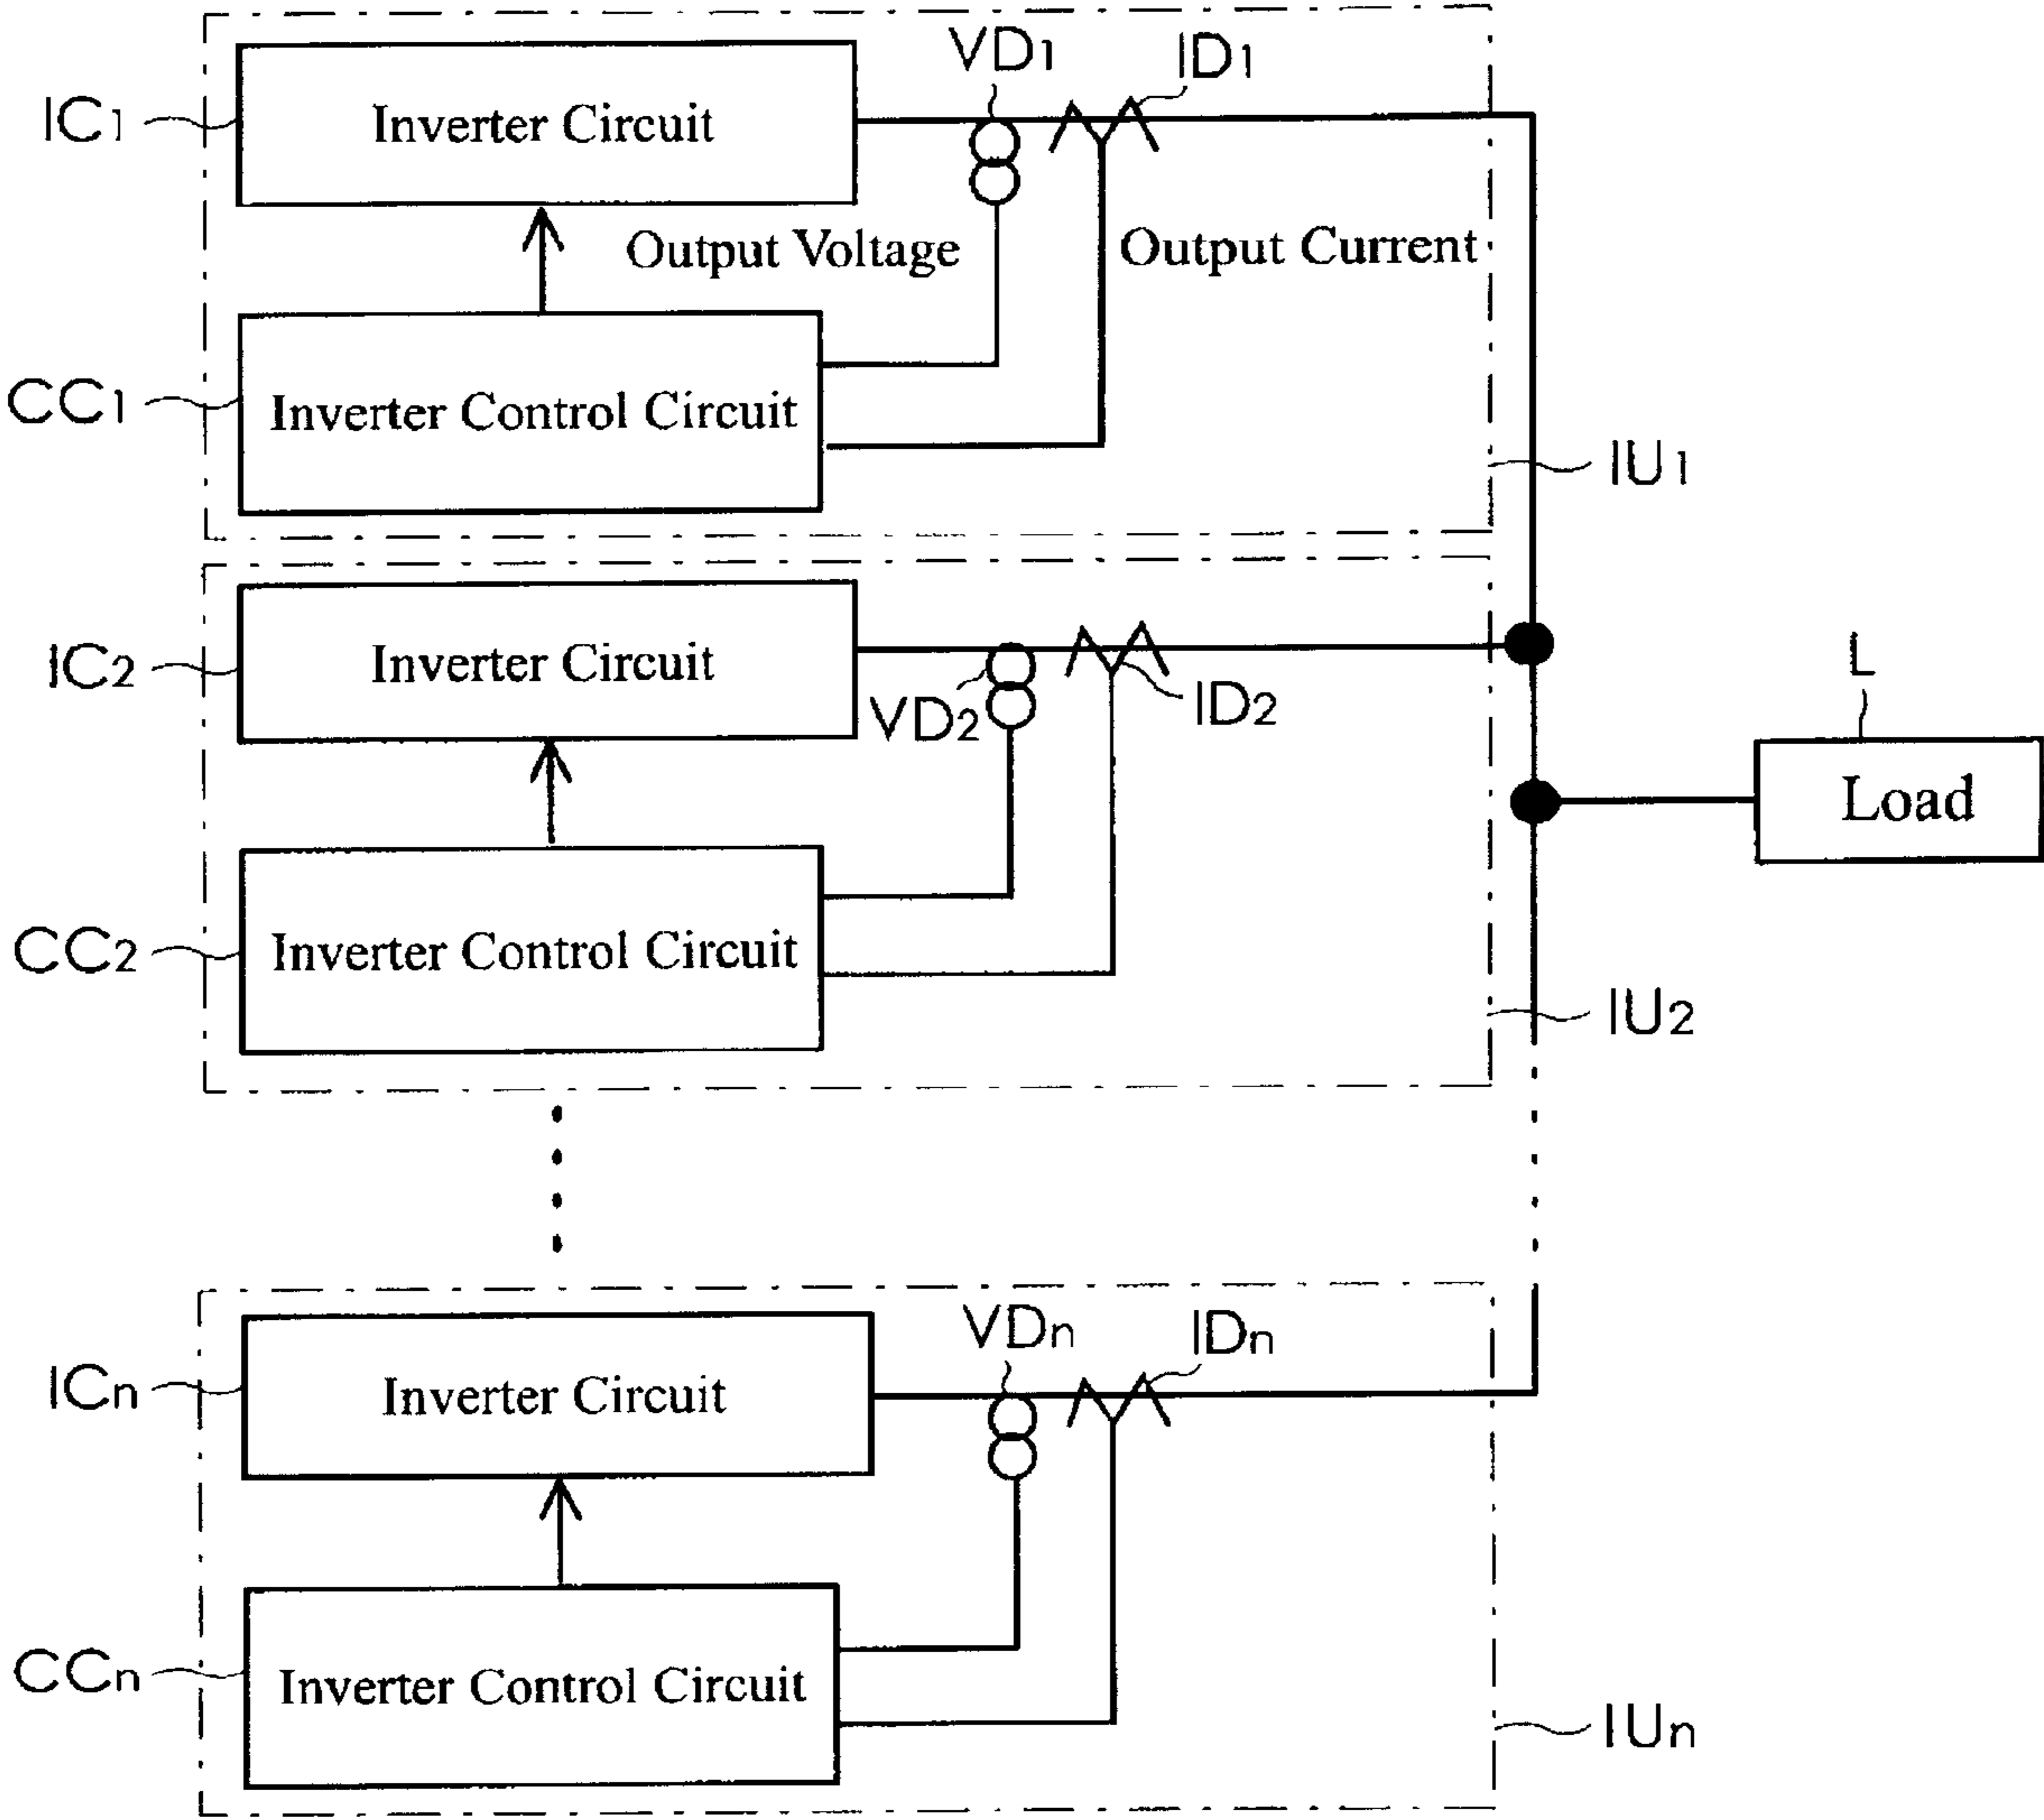 VD1
ID1
IC1
Inverter Circuit
Output Voltage
Output Current
CC1
Inverter Control Circuit
IU1
IC2
Inverter Circuit
VD2
ID2
L
Load
CC2
Inverter Control Circuit
IU2
VDn
IDn
ICn
Inverter Circuit
CCn
Inverter Control Circuit
IUn